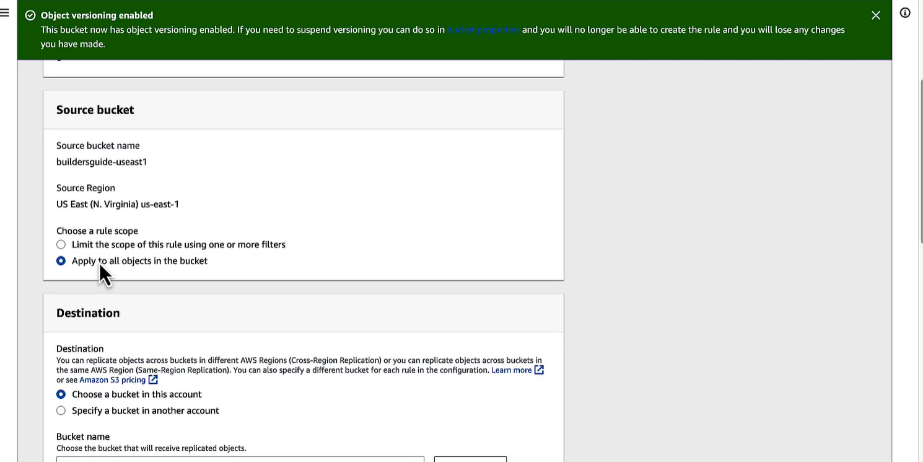 Object versioning enabled
This bucket now has object versioning enabled. If you need to suspend versioning you can do so in and you will no longer be able to create the rule and you will lose any changes
you have made.
Source bucket
Source bucket name
buildersguide-useast1
Source Region
US East (N. Virginia) us-east-1
Choose a rule scope
Limit the scope of this rule using one or more filters
Apply to all objects in the bucket
Destination
Destination
You can replicate objects across buckets in different AWS Regions (Cross-Region Replication) or you can replicate objects across buckets in
the same AWS Region (Same-Region Replication). You can also specify a different bucket for each rule in the configuration. Learn more
or see Amazon S3 pricing
Choose a bucket in this account
Specify a bucket in another account
Bucket name
Choose the bucket that will receive replicated objects.